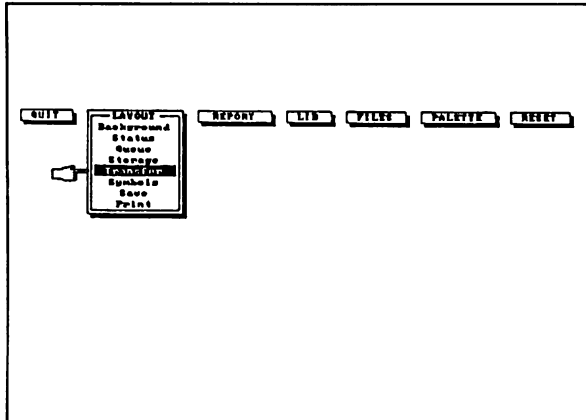 QUIT LAYOUT REPORT LIB FILES PALETTE RESET
Background
Status
Queue
Storage
Transfer
Symbols
Save
Print